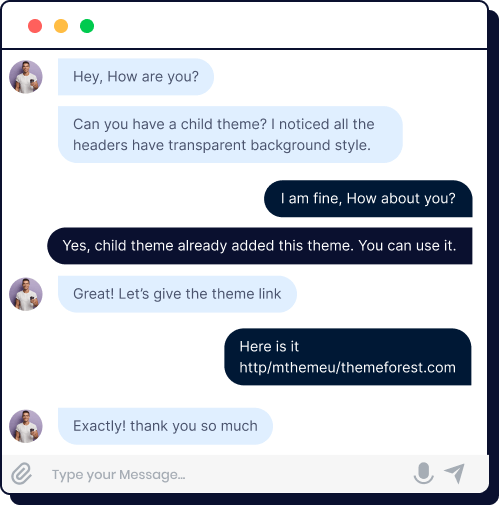 Hey, How are you?
Can you have a child theme? I noticed all the
headers have transparent background style.
I am fine, How about you?
Yes, child theme already added this theme. You can use it.
Great! Let’s give the theme link
Here is it
http/mthemeu/themeforest.com
Exactly! thank you so much
Type your Message...